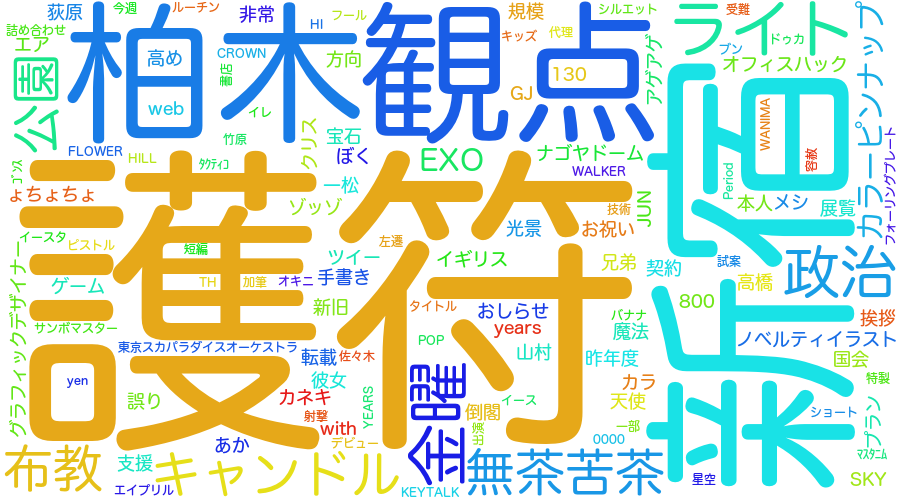 荻原
今週
ルーチン
非常
HI
フール
規模
受難
シルエット
詰め合わせ
エア
柏木
高め
web
CROWN
書店
方向
観点
キッズ
代理
130
GJ
アゲアゲ
ライト
ブン
ドゥカ
オフィスハック
カラーピンナップ
公園
イレ
竹原
クリス
宝石
FLOWER
HILL
タクティコ
ぼく
EXO
ナゴヤドーム
WALKER
新宿
WANIMA
容赦
Period
フォーリングプレート
ょちょちょ
一松
ゾッゾ
護符
技術
JUN
本人
メシ
展覧
光景
お祝い
イースタ
ピストル
短編
左遷
ツイー
イギリス
兄弟
契約
試案
高橋
政治
ゲーム
TH
加筆
オキニ
手書き
新旧
タイトル
おしらせ
800
バナナ
挨拶
サンボマスター
グラフィックデザイナー
years
魔法
ノベルティイラスト
東京スカパラダイスオーケストラ
転載
佐々木
POP
山村
昨年度
国会
yen
彼女
特製
誤り
カネキ
YEARS
金曜
イース
カラ
天使
プラン
ショート
射撃
with
倒閣
一部
あか
デビュー
出演
0000
マスタニム
布教
支援
キャンドル
無茶苦茶
星空
SKY
エイプリル
KEYTALK